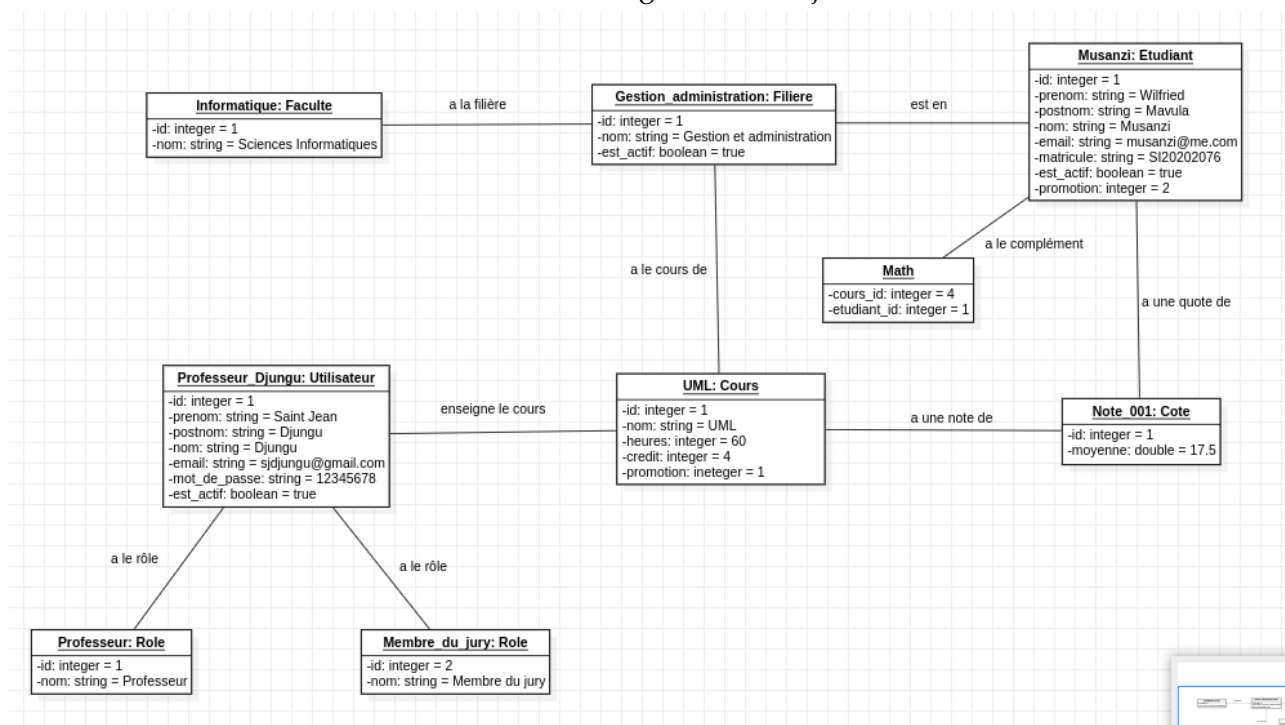 Informatique: Faculte
-id: integer = 1
-nom: string = Sciences Informatiques
a la filière
Gestion_administration: Filiere
-id: integer = 1
-nom: string = Gestion et administration
-est_actif: boolean = true
est en
Musanzi: Etudiant
-id: integer = 1
-prenom: string = Wilfried
-postnom: string = Mavula
-nom: string = Musanzi
-email: string = musanzi@me.com
-matricule: string = SI20202076
-est_actif: boolean = true
-promotion: integer = 2
a le complément
Math
-cours_id: integer = 4
-etudiant_id: integer = 1
a le cours de
a une quote de
Professeur_Djungu: Utilisateur
-id: integer = 1
-prenom: string = Saint Jean
-postnom: string = Djungu
-nom: string = Djungu
-email: string = sjdjungu@gmail.com
-mot_de_passe: string = 12345678
-est_actif: boolean = true
enseigne le cours
UML: Cours
-id: integer = 1
-nom: string = UML
-heures: integer = 60
-credit: integer = 4
-promotion: ineteger = 1
a une note de
Note_001: Cote
-id: integer = 1
-moyenne: double = 17.5
a le rôle
a le rôle
Professeur: Role
-id: integer = 1
-nom: string = Professeur
Membre_du_jury: Role
-id: integer = 2
-nom: string = Membre du jury